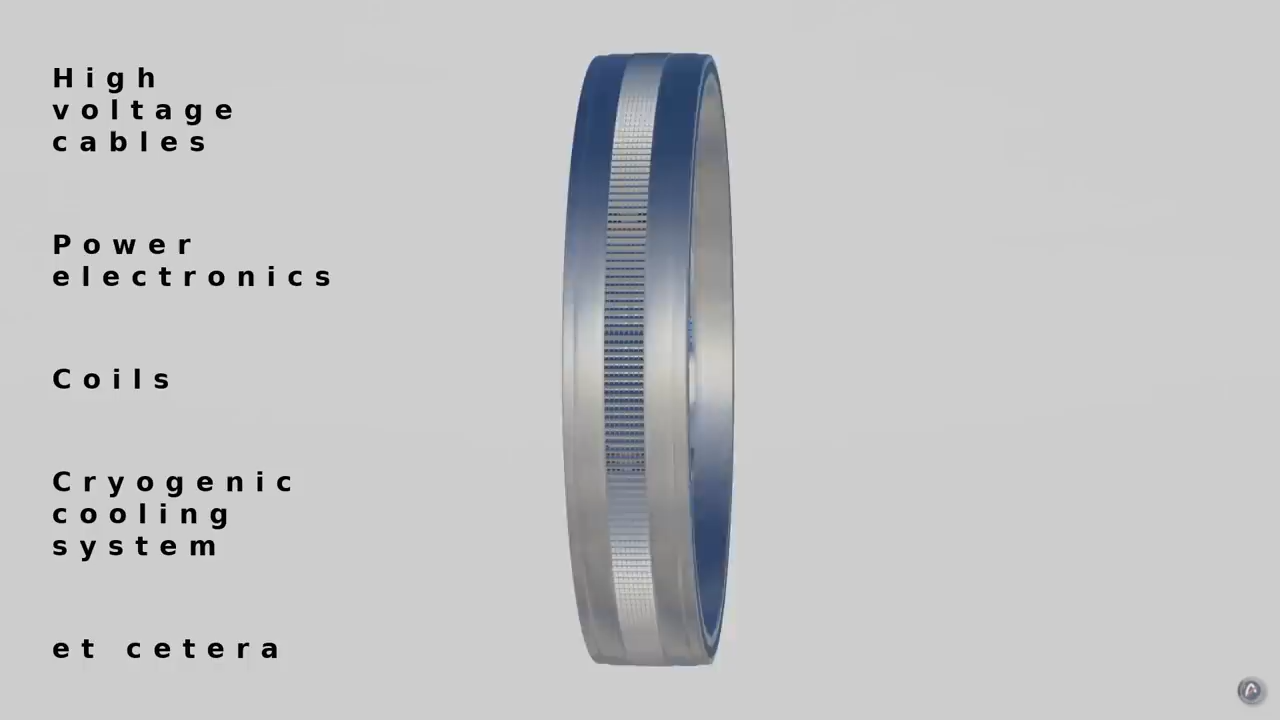 High
voltage
cables
Power
electronics
Coils
Cryogenic
cooling
system
et cetera